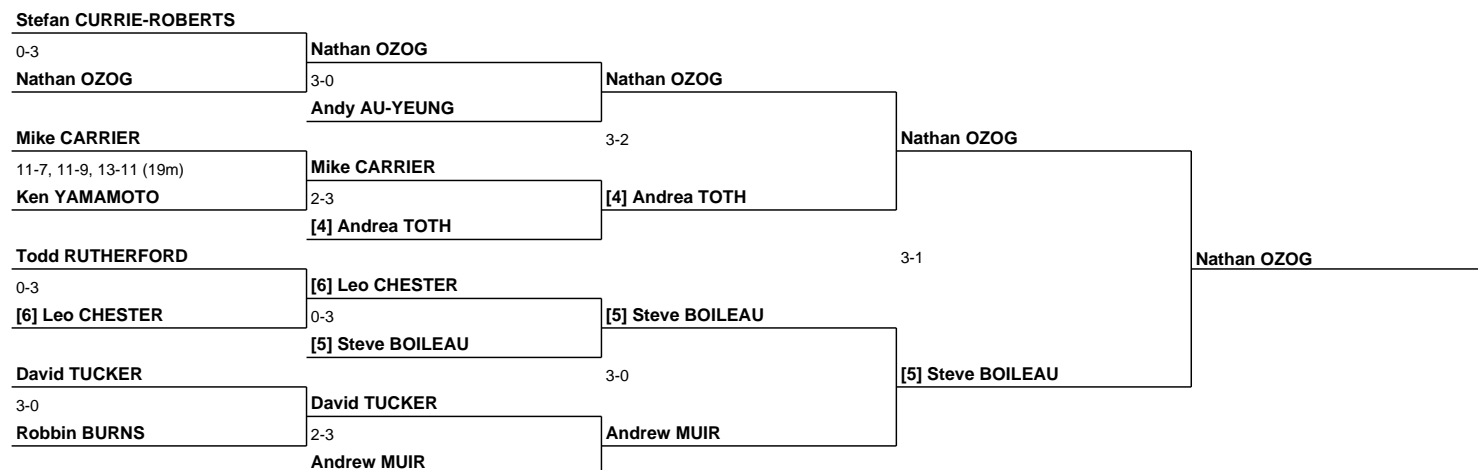 Stefan CURRIE-ROBERTS
0-3
Nathan OZOG
Nathan OZOG
3-0
Andy AU-YEUNG
Nathan OZOG
Mike CARRIER
11-7, 11-9, 13-11 (19m)
Ken YAMAMOTO
Mike CARRIER
2-3
[4] Andrea TOTH
3-2
[4] Andrea TOTH
Nathan OZOG
Todd RUTHERFORD
0-3
[6] Leo CHESTER
[6] Leo CHESTER
0-3
[5] Steve BOILEAU
[5] Steve BOILEAU
3-1
Nathan OZOG
David TUCKER
3-0
Robbin BURNS
David TUCKER
2-3
Andrew MUIR
3-0
Andrew MUIR
[5] Steve BOILEAU